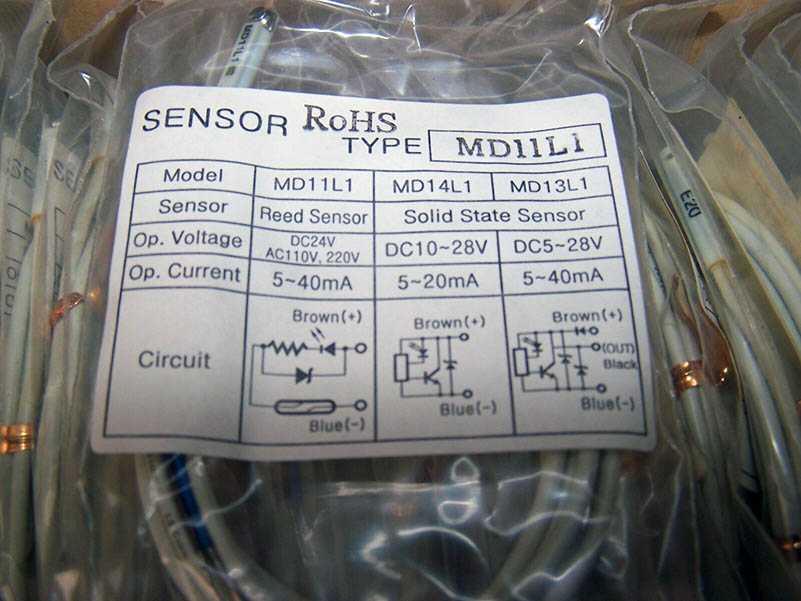 MD11L1
SENSOR RoHS
TYPE MD11L1
Model MD11L1 MD14L1 MD13L1
Sensor Reed Sensor Solid State Sensor
Op. Voltage DC24V AC110V, 220V DC10~28V DC5~28V
Op. Current 5~40mA 5~20mA 5~40mA
Circuit
Brown(+) Brown(+) Brown(+)
(OUT)
Black
Blue(-) Blue(-) Blue(-)
E20